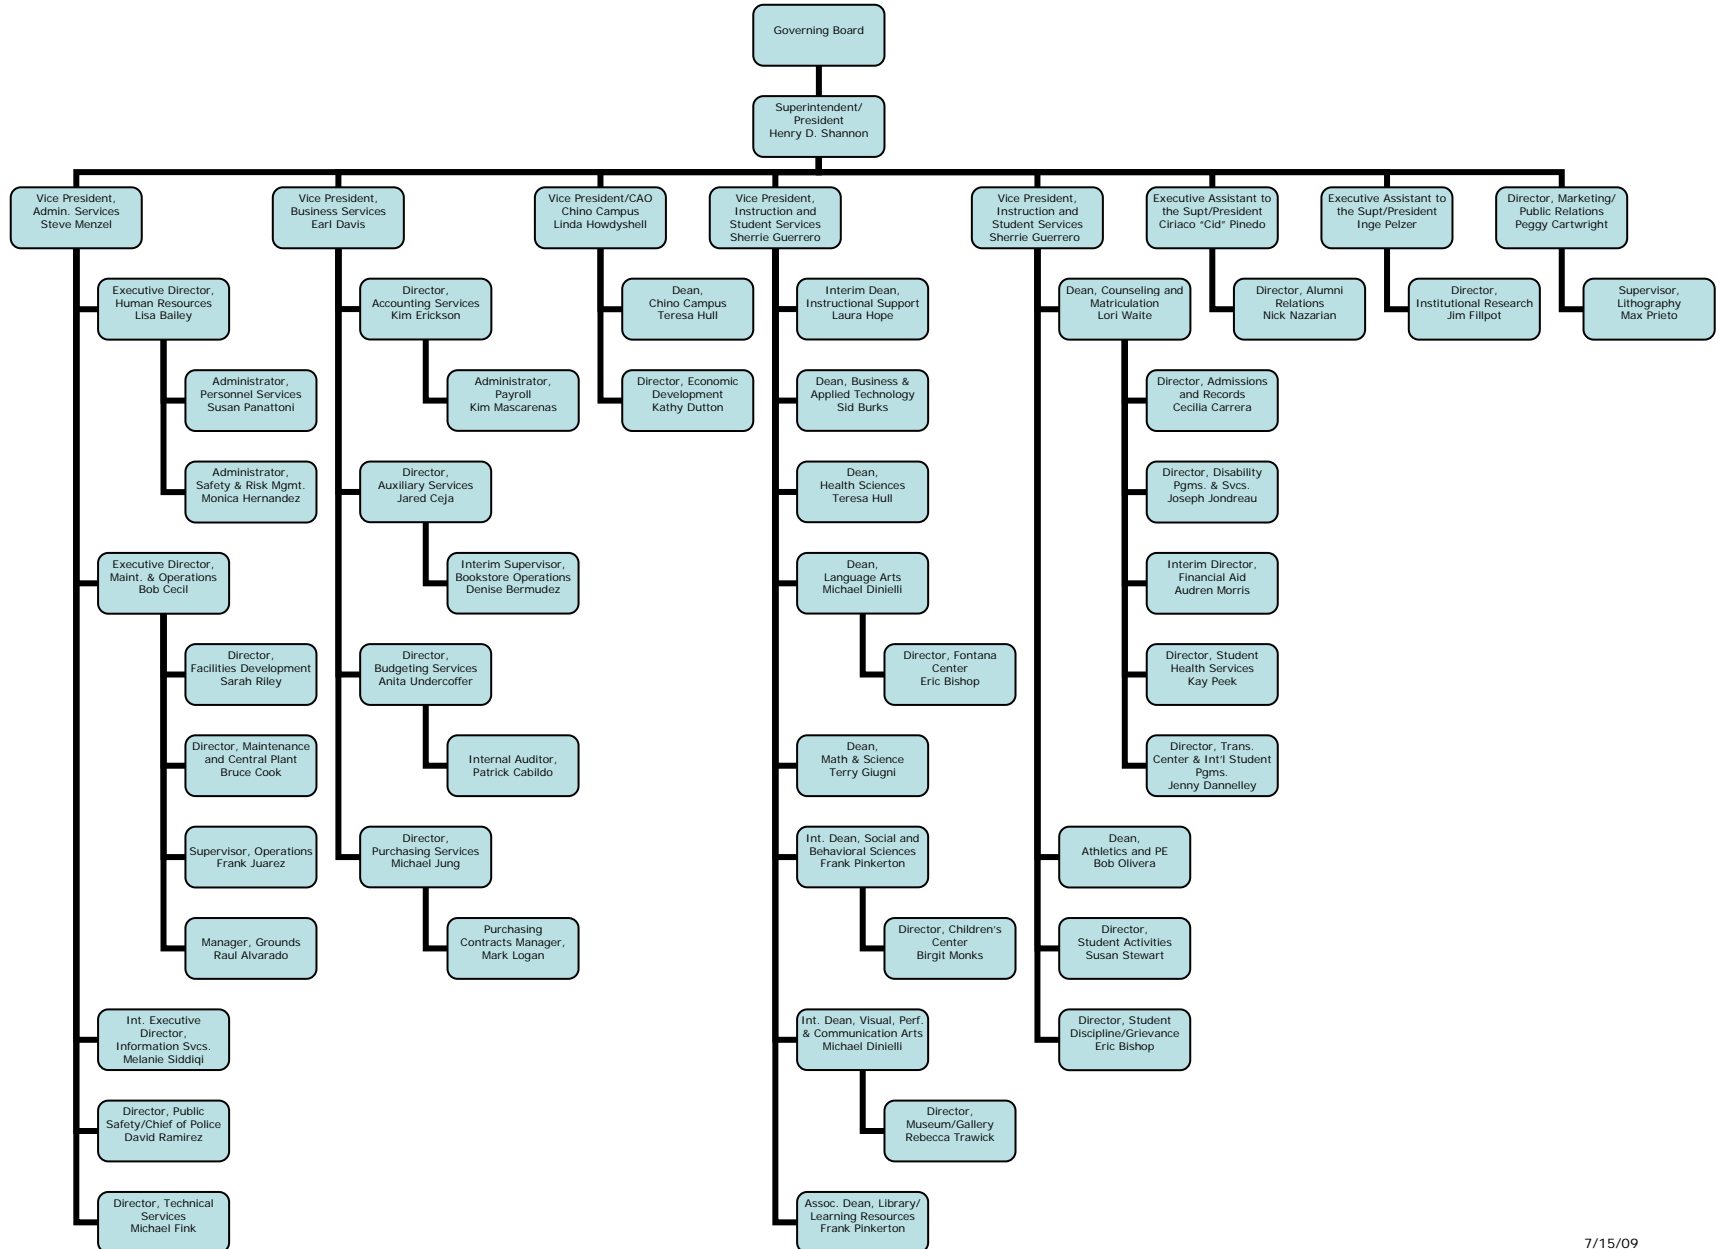 Governing Board
Superintendent/
President
Henry D. Shannon
Vice President,
Admin. Services
Steve Menzel
Vice President,
Business Services
Earl Davis
Vice President/CAO
Chino Campus
Linda Howdyshell
Vice President,
Instruction and
Student Services
Sherrie Guerrero
Vice President,
Instruction and
Student Services
Sherrie Guerrero
Executive Assistant to
the Supt/President
Ciriaco "Cid" Pinedo
Executive Assistant to
the Supt/President
Inge Pelzer
Director, Marketing/
Public Relations
Peggy Cartwright
Executive Director,
Human Resources
Lisa Bailey
Director,
Accounting Services
Kim Erickson
Dean,
Chino Campus
Teresa Hull
Interim Dean,
Instructional Support
Laura Hope
Dean, Counseling and
Matriculation
Lori Waite
Director, Alumni
Relations
Nick Nazarian
Director,
Institutional Research
Jim Fillpot
Supervisor,
Lithography
Max Prieto
Administrator,
Personnel Services
Susan Panattoni
Administrator,
Payroll
Kim Mascarenas
Director, Economic
Development
Kathy Dutton
Dean, Business &
Applied Technology
Sid Burks
Director, Admissions
and Records
Cecilia Carrera
Administrator,
Safety & Risk Mgmt.
Monica Hernandez
Director,
Auxiliary Services
Jared Ceja
Dean,
Health Sciences
Teresa Hull
Director, Disability
Pgms. & Svcs.
Joseph Jondreau
Executive Director,
Maint. & Operations
Bob Cecil
Interim Supervisor,
Bookstore Operations
Denise Bermudez
Dean,
Language Arts
Michael Dinielli
Interim Director,
Financial Aid
Audren Morris
Director,
Facilities Development
Sarah Riley
Director,
Budgeting Services
Anita Undercoffer
Director, Fontana
Center
Eric Bishop
Director, Student
Health Services
Kay Peek
Director, Maintenance
and Central Plant
Bruce Cook
Internal Auditor,
Patrick Cabildo
Dean,
Math & Science
Terry Giugni
Director, Trans.
Center & Int'l Student
Pgms.
Jenny Dannelley
Supervisor, Operations
Frank Juarez
Director,
Purchasing Services
Michael Jung
Int. Dean, Social and
Behavioral Sciences
Frank Pinkerton
Dean,
Athletics and PE
Bob Olivera
Manager, Grounds
Raul Alvarado
Purchasing
Contracts Manager,
Mark Logan
Director, Children's
Center
Birgit Monks
Director,
Student Activities
Susan Stewart
Int. Executive
Director,
Information Svcs.
Melanie Siddiqi
Int. Dean, Visual, Perf.
& Communication Arts
Michael Dinielli
Director, Student
Discipline/Grievance
Eric Bishop
Director, Public
Safety/Chief of Police
David Ramirez
Director,
Museum/Gallery
Rebecca Trawick
Director, Technical
Services
Michael Fink
Assoc. Dean, Library/
Learning Resources
Frank Pinkerton
7/15/09